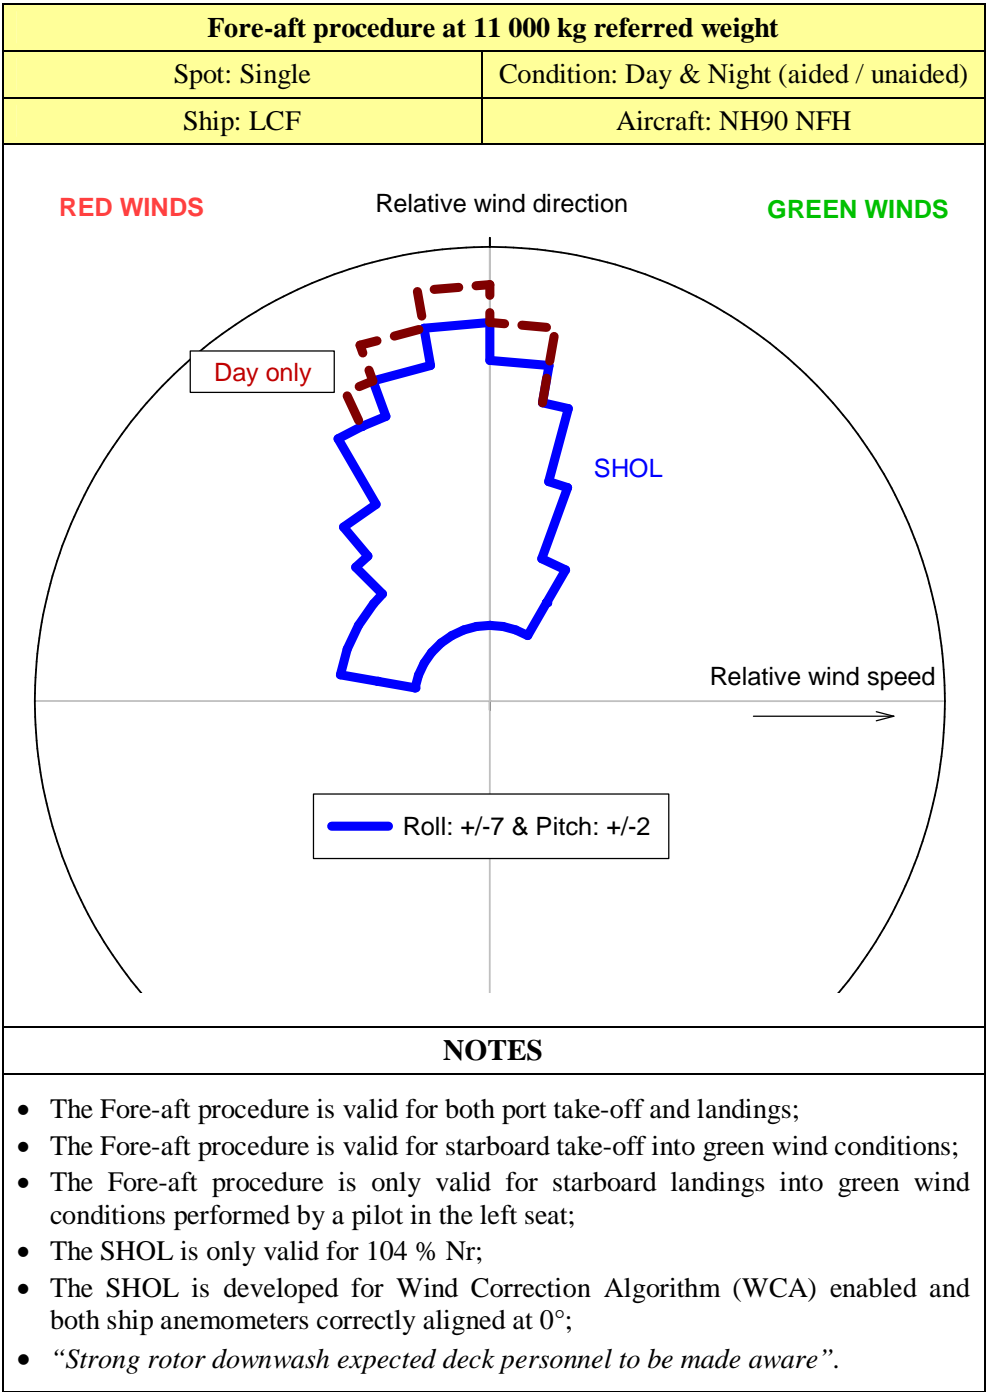 Fore-aft procedure at 11 000 kg referred weight
Spot: Single
Condition: Day & Night (aided / unaided)
Ship: LCF
Aircraft: NH90 NFH
RED WINDS
Relative wind direction
GREEN WINDS
Day only
SHOL
Relative wind speed
Roll: +/-7 & Pitch: +/-2
NOTES
• The Fore-aft procedure is valid for both port take-off and landings;
• The Fore-aft procedure is valid for starboard take-off into green wind conditions;
• The Fore-aft procedure is only valid for starboard landings into green wind
conditions performed by a pilot in the left seat;
• The SHOL is only valid for 104 % Nr;
• The SHOL is developed for Wind Correction Algorithm (WCA) enabled and
both ship anemometers correctly aligned at 0°;
• “Strong rotor downwash expected deck personnel to be made aware”.